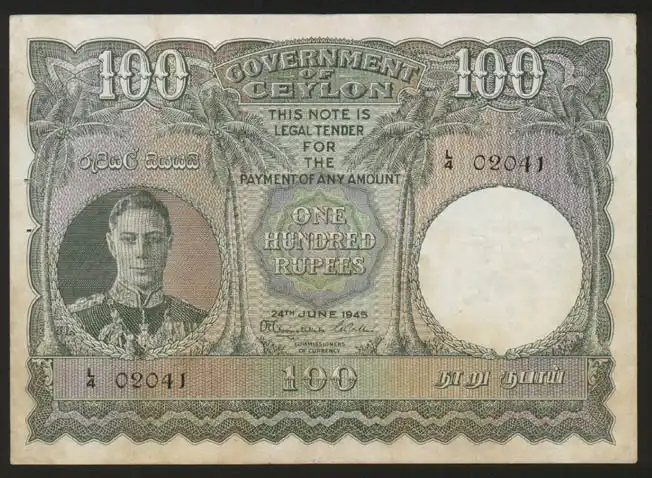 100
GOVERNMENT
OF
CEYLON
100
THIS NOTE IS
LEGAL TENDER
FOR
THE
PAYMENT OF ANY AMOUNT
රුපියල් සියයයි
L/4 02041
ONE
HUNDRED
RUPEES
24TH JUNE 1945
COMMISSIONERS
OF CURRENCY
L/4 02041
100
நூறு ரூபாய்